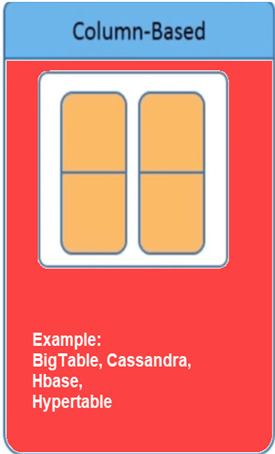 Column-Based
Example:
BigTable, Cassandra,
Hbase,
Hypertable